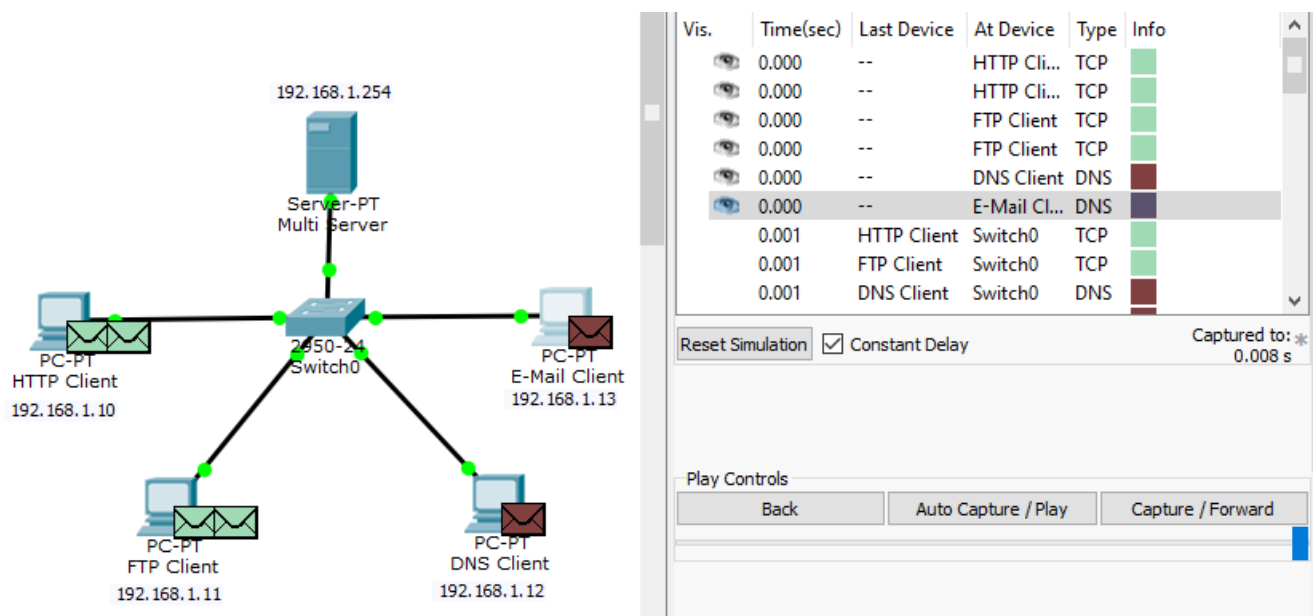 192.168.1.254
Server-PT
Multi Server
2950-24
Switch0
PC-PT
HTTP Client
192.168.1.10
PC-PT
E-Mail Client
192.168.1.13
PC-PT
FTP Client
192.168.1.11
PC-PT
DNS Client
192.168.1.12
Vis. Time(sec) Last Device At Device Type Info
0.000 -- HTTP Cli... TCP
0.000 -- HTTP Cli... TCP
0.000 -- FTP Client TCP
0.000 -- FTP Client TCP
0.000 -- DNS Client DNS
0.000 -- E-Mail Cl... DNS
0.001 HTTP Client Switch0 TCP
0.001 FTP Client Switch0 TCP
0.001 DNS Client Switch0 DNS
Reset Simulation Constant Delay Captured to: *
0.008 s
Play Controls
Back Auto Capture / Play Capture / Forward